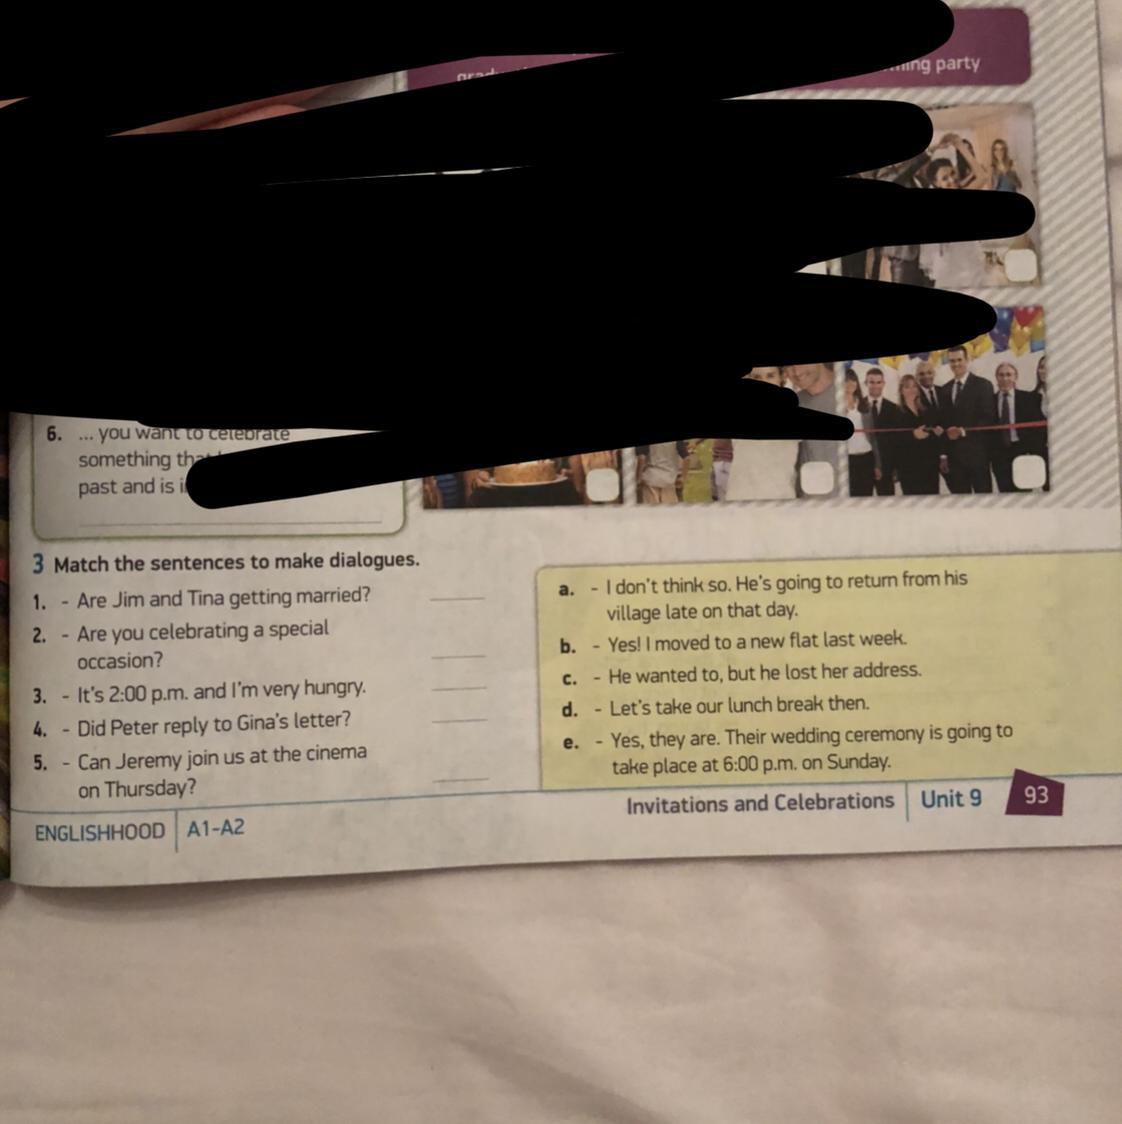 ning party
6. ... you want to celebrate
something
past and is
3 Match the sentences to make dialogues.
1. - Are Jim and Tina getting married?
2. - Are you celebrating a special
occasion?
3. - It's 2:00 p.m. and I'm very hungry.
4. - Did Peter reply to Gina's letter?
5. - Can Jeremy join us at the cinema
on Thursday?
a. - I don't think so. He's going to return from his
village late on that day.
b. - Yes! I moved to a new flat last week.
c. - He wanted to, but he lost her address.
d. - Let's take our lunch break then.
e. - Yes, they are. Their wedding ceremony is going to
take place at 6:00 p.m. on Sunday.
Invitations and Celebrations Unit 9 93
ENGLISHHOOD A1-A2